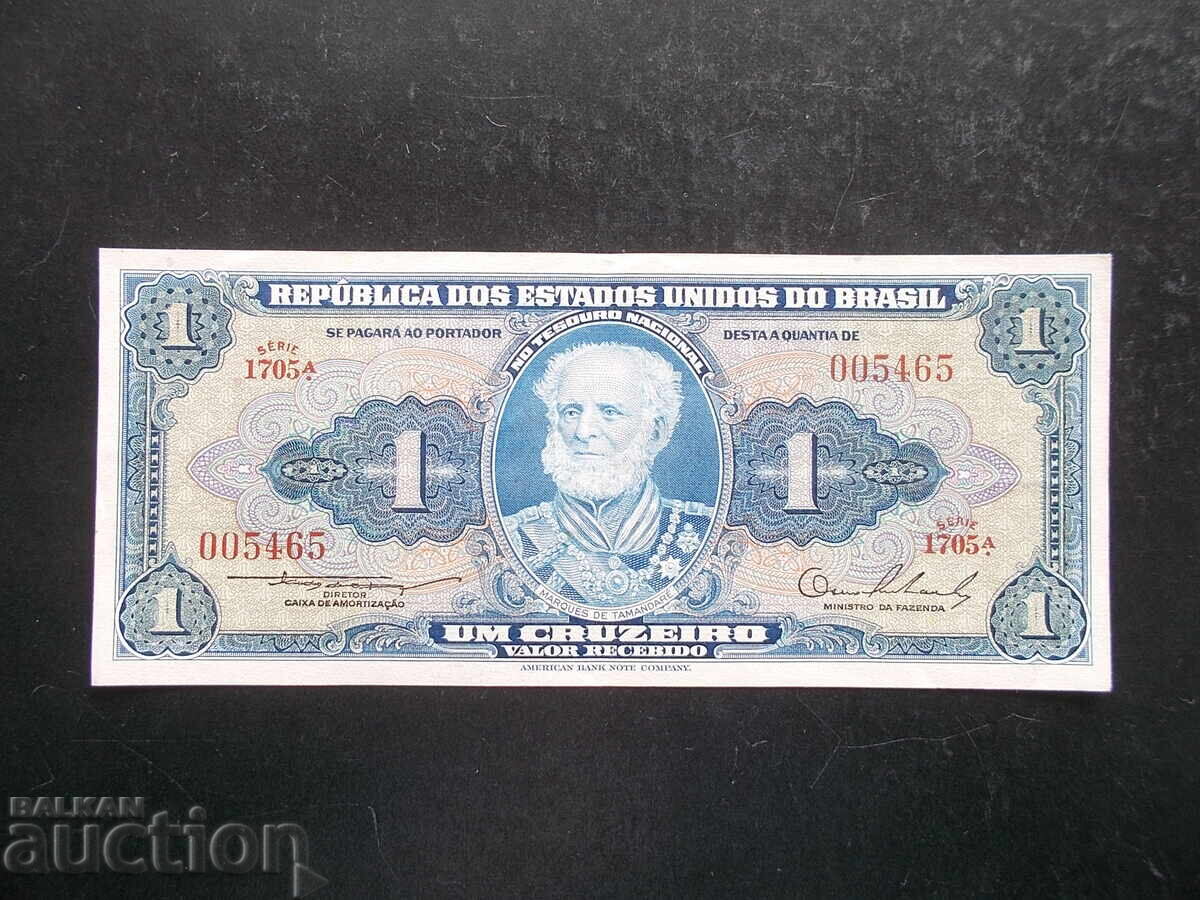 REPÚBLICA DOS ESTADOS UNIDOS DO BRASIL
SE PAGARÁ AO PORTADOR
NO TESOURO NACIONAL
DESTA A QUANTIA DE
SÉRIE
1705A
005465
1
1
1
1
005465
SÉRIE
1705A
DIRETOR
CAIXA DE AMORTIZAÇÃO
MARQUES DE TAMANDARÉ
MINISTRO DA FAZENDA
1
1
UM CRUZEIRO
VALOR RECEBIDO
AMERICAN BANK NOTE COMPANY.
BALKAN
auction